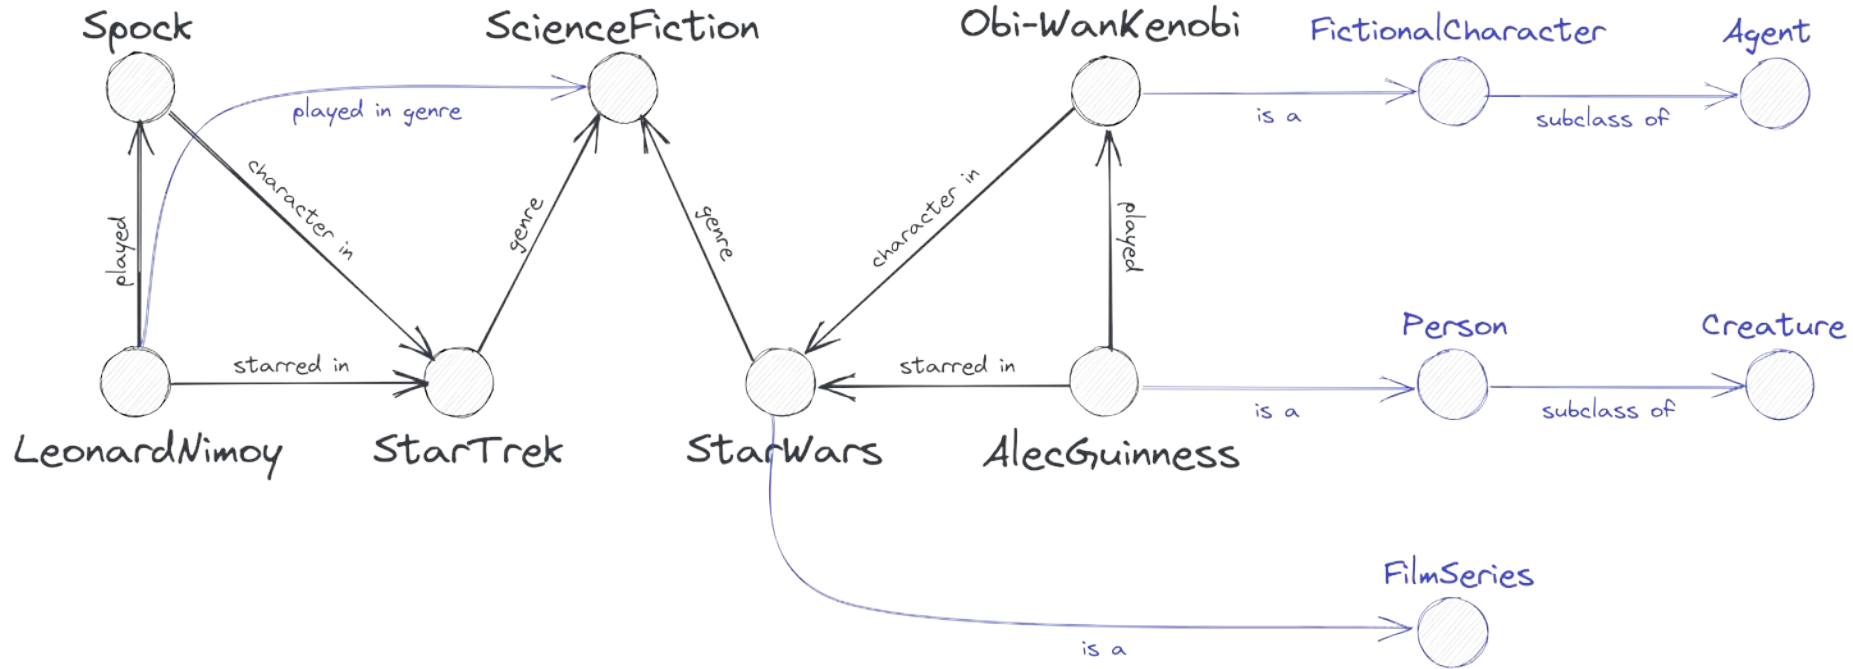 Spock
ScienceFiction
Obi-WanKenobi
FictionalCharacter
Agent
played in genre
is a
subclass of
character in
played
genre
genre
character in
played
Person
Creature
starred in
starred in
is a
subclass of
LeonardNimoy
StarTrek
StarWars
AlecGuinness
FilmSeries
is a